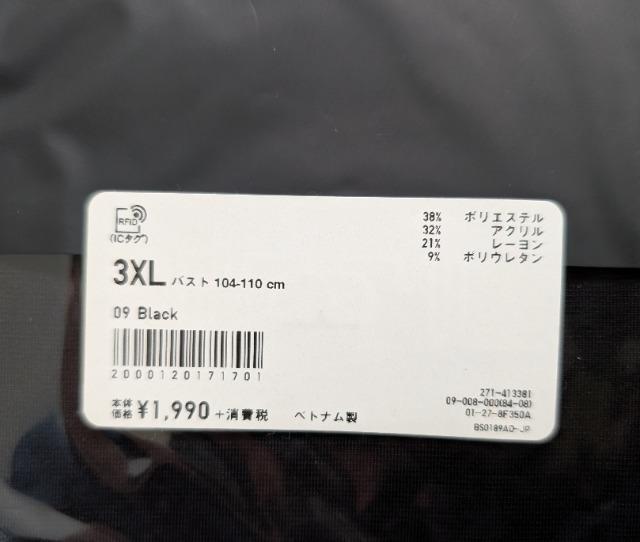 RFID
(ICタグ)
38% ポリエステル
32% アクリル
21% レーヨン
9% ポリウレタン
3XL バスト 104-110 cm
09 Black
2000120171701
本体価格 ¥1,990 +消費税 ベトナム製
271-413381
09-008-000(84-08)
01-27-8F350A
BS0189AD-JP